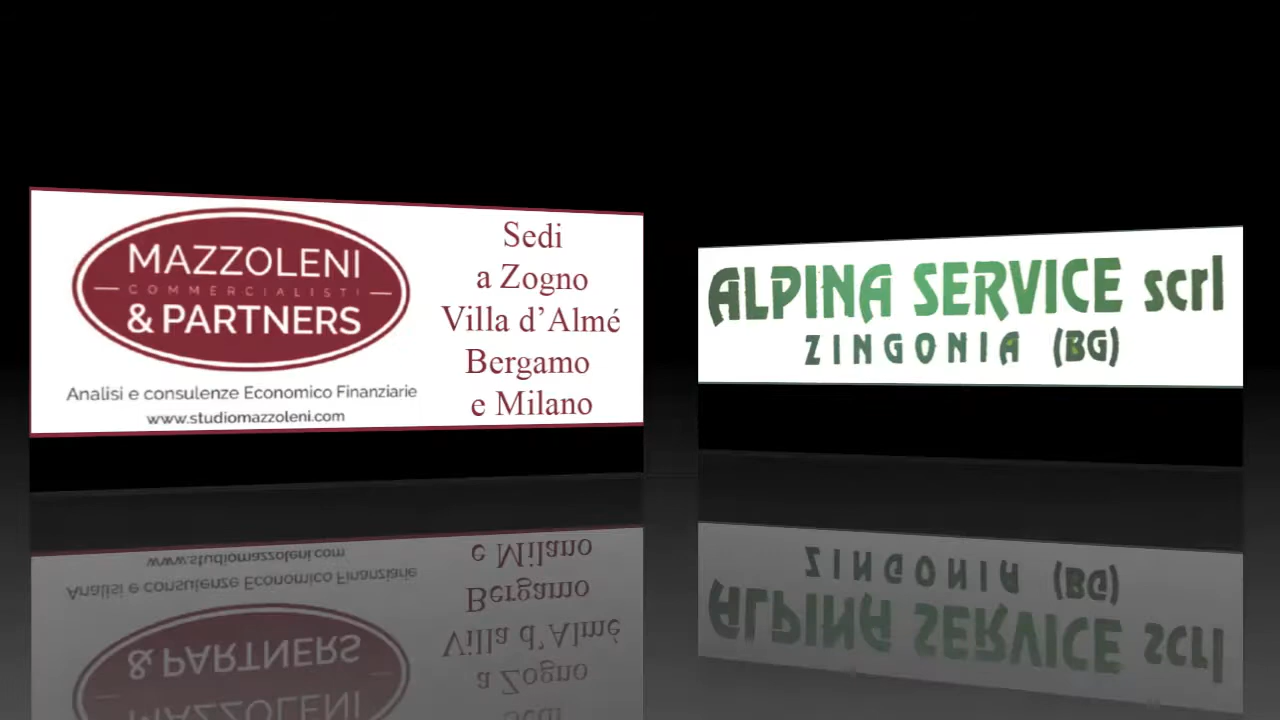 MAZZOLENI
COMMERCIALISTI
& PARTNERS
Analisi e consulenze Economico Finanziarie
www.studiomazzoleni.com
Sedi
a Zogno
Villa d’Almé
Bergamo
e Milano
ALPINA SERVICE scrl
ZINGONIA (BG)